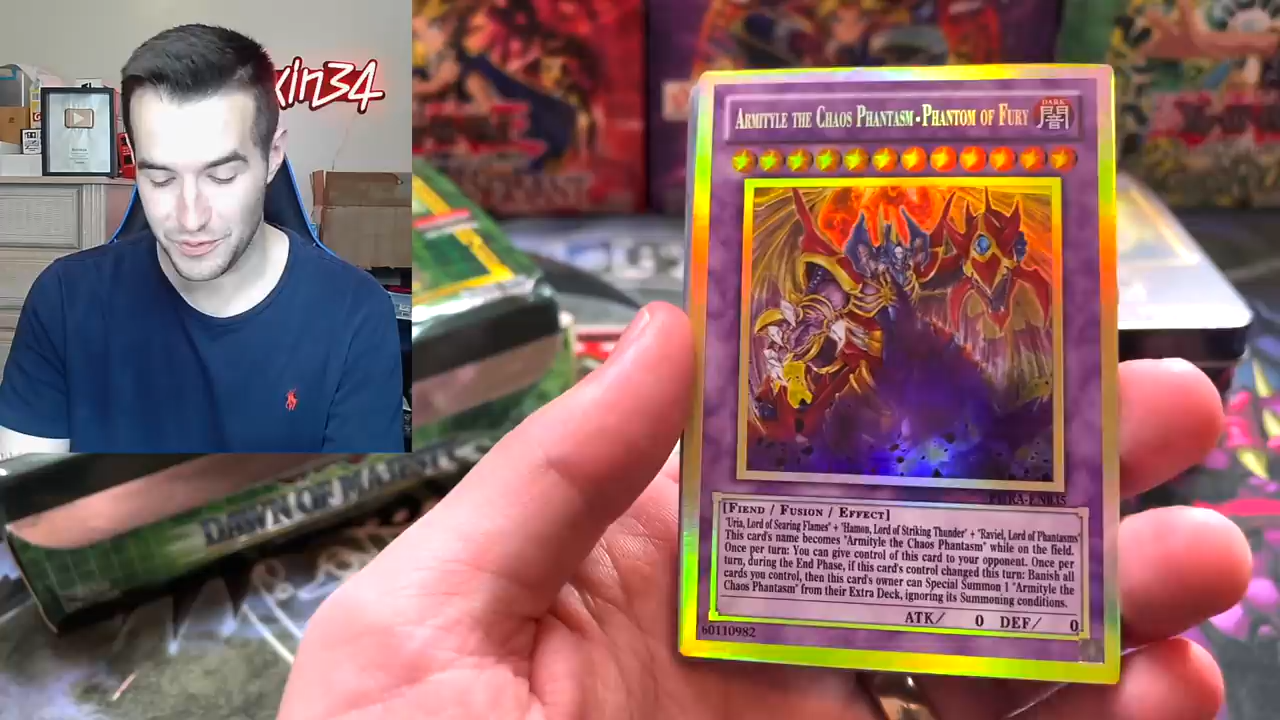 xin34
ARMITYLE THE CHAOS PHANTASM - PHANTOM OF FURY
DARK
闇
[FIEND / FUSION / EFFECT]
"Uria, Lord of Searing Flames" + "Hamon, Lord of Striking Thunder" + "Raviel, Lord of Phantasms"
This card's name becomes "Armityle the Chaos Phantasm" while on the field.
Once per turn: You can give control of this card to your opponent. Once per
turn, during the End Phase, if this card's control changed this turn: Banish all
cards you control, then this card's owner can Special Summon 1 "Armityle the
Chaos Phantasm" from their Extra Deck, ignoring its Summoning conditions.
ATK/ 0 DEF/ 0
60110982
DAWN OF